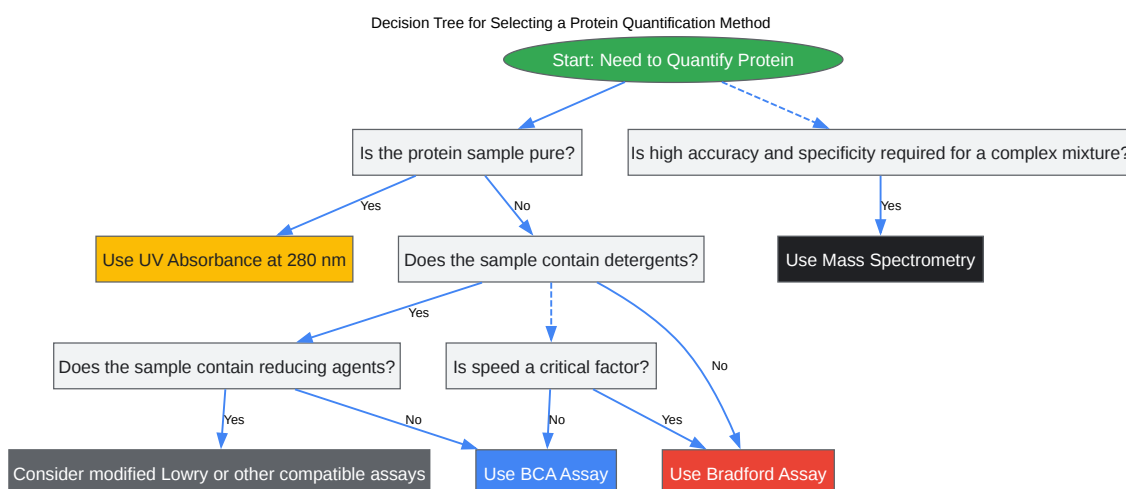 Decision Tree for Selecting a Protein Quantification Method
Start: Need to Quantify Protein
Is the protein sample pure?
Is high accuracy and specificity required for a complex mixture?
Yes
No
Yes
Use UV Absorbance at 280 nm
Does the sample contain detergents?
Use Mass Spectrometry
Yes
No
Does the sample contain reducing agents?
Is speed a critical factor?
Yes
No
No
Yes
Consider modified Lowry or other compatible assays
Use BCA Assay
Use Bradford Assay